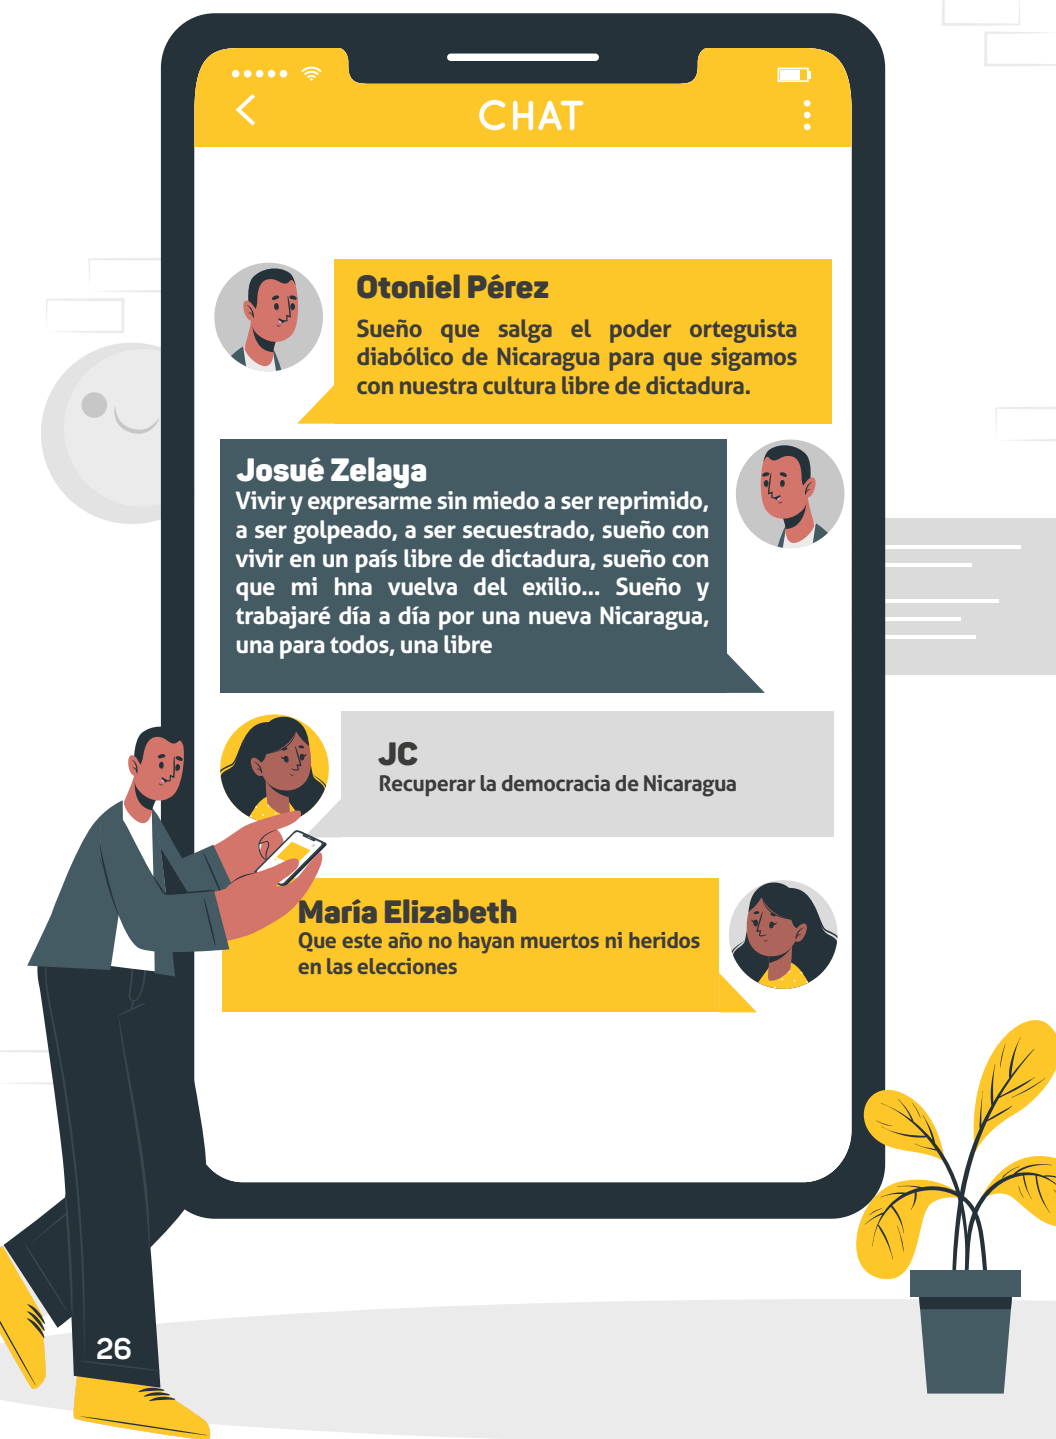 CHAT
Otoniel Pérez
Sueño que salga el poder orteguista
diabólico de Nicaragua para que sigamos
con nuestra cultura libre de dictadura.
Josué Zelaya
Vivir y expresarme sin miedo a ser reprimido,
a ser golpeado, a ser secuestrado, sueño con
vivir en un país libre de dictadura, sueño con
que mi hna vuelva del exilio... Sueño y
trabajaré día a día por una nueva Nicaragua,
una para todos, una libre
JC
Recuperar la democracia de Nicaragua
María Elizabeth
Que este año no hayan muertos ni heridos
en las elecciones
26